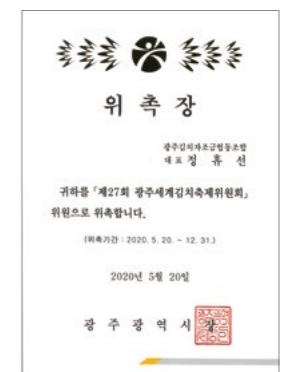 위 촉 장
광주김치자조금협동조합
대표 정 휴 선
귀하를 「제27회 광주세계김치축제위원회」
위원으로 위촉합니다.
(위촉기간 : 2020. 5. 20. ~ 12. 31.)
2020년 5월 20일
광 주 광 역 시 장